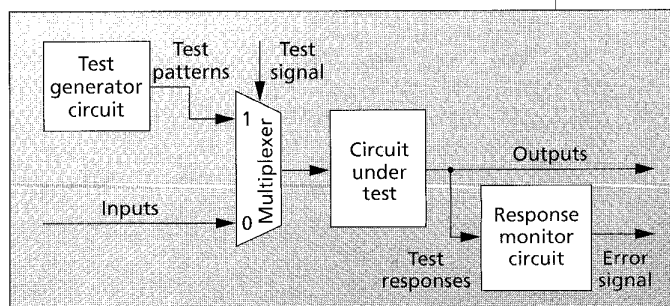 Test
generator
circuit
Test
patterns
Test
signal
1
Multiplexer
0
Inputs
Circuit
under
test
Outputs
Response
monitor
circuit
Test
responses
Error
signal